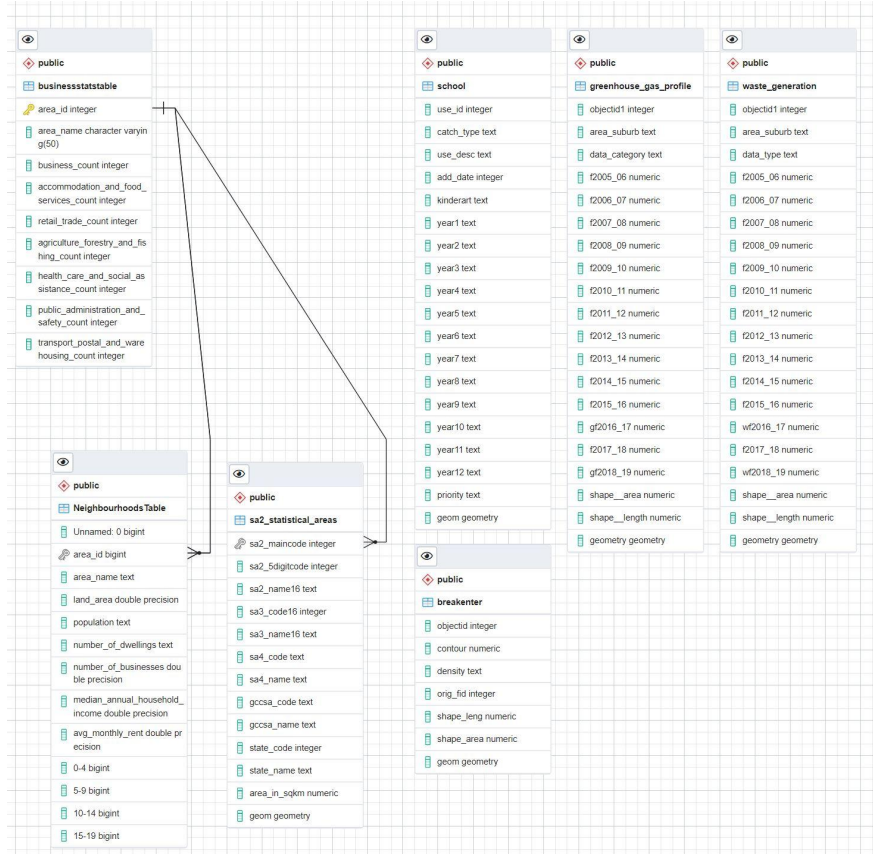 public
businessstatstable
area_id integer
area_name character varyin
g(50)
business_count integer
accommodation_and_food_
services_count integer
retail_trade_count integer
agriculture_forestry_and_fis
hing_count integer
health_care_and_social_as
sistance_count integer
public_administration_and_
safety_count integer
transport_postal_and_ware
housing_count integer
public
NeighbourhoodsTable
Unnamed: 0 bigint
area_id bigint
area_name text
land_area double precision
population text
number_of_dwellings text
number_of_businesses dou
ble precision
median_annual_household_
income double precision
avg_monthly_rent double pr
ecision
0-4 bigint
5-9 bigint
10-14 bigint
15-19 bigint
public
sa2_statistical_areas
sa2_maincode integer
sa2_5digitcode integer
sa2_name16 text
sa3_code16 integer
sa3_name16 text
sa4_code text
sa4_name text
gccsa_code text
gccsa_name text
state_code integer
state_name text
area_in_sqkm numeric
geom geometry
public
school
use_id integer
catch_type text
use_desc text
add_date integer
kinderart text
year1 text
year2 text
year3 text
year4 text
year5 text
year6 text
year7 text
year8 text
year9 text
year10 text
year11 text
year12 text
priority text
geom geometry
public
breakenter
objectid integer
contour numeric
density text
orig_fid integer
shape_leng numeric
shape_area numeric
geom geometry
public
greenhouse_gas_profile
objectid1 integer
area_suburb text
data_category text
f2005_06 numeric
f2006_07 numeric
f2007_08 numeric
f2008_09 numeric
f2009_10 numeric
f2010_11 numeric
f2011_12 numeric
f2012_13 numeric
f2013_14 numeric
f2014_15 numeric
f2015_16 numeric
gf2016_17 numeric
f2017_18 numeric
gf2018_19 numeric
shape__area numeric
shape__length numeric
geometry geometry
public
waste_generation
objectid1 integer
area_suburb text
data_type text
f2005_06 numeric
f2006_07 numeric
f2007_08 numeric
f2008_09 numeric
f2009_10 numeric
f2010_11 numeric
f2011_12 numeric
f2012_13 numeric
f2013_14 numeric
f2014_15 numeric
f2015_16 numeric
wf2016_17 numeric
f2017_18 numeric
wf2018_19 numeric
shape__area numeric
shape__length numeric
geometry geometry